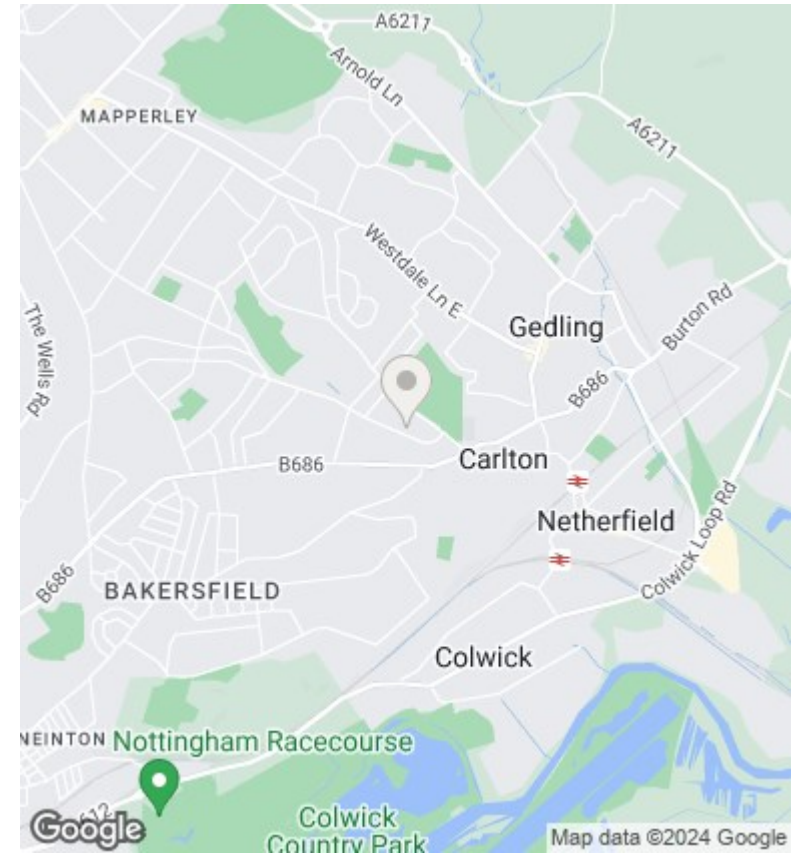 A6211
Arnold Ln
MAPPERLEY
A6211
Westdale Ln E
The Wells Rd
Gedling
Burton Rd
B686
B686
Carlton
Netherfield
Colwick Loop Rd
B686
BAKERSFIELD
Colwick
NEINTON
Nottingham Racecourse
612
Colwick
Country Park
Google
Map data ©2024 Google